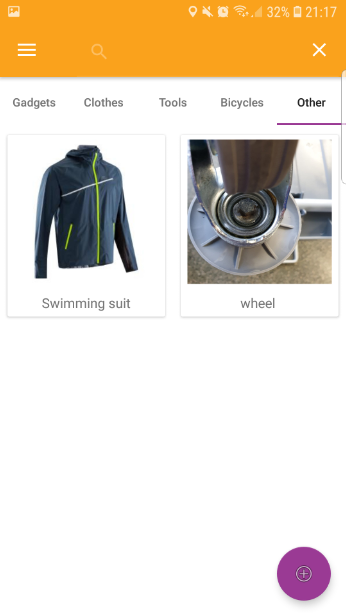 32% 21:17
Gadgets Clothes Tools Bicycles Other
Swimming suit wheel